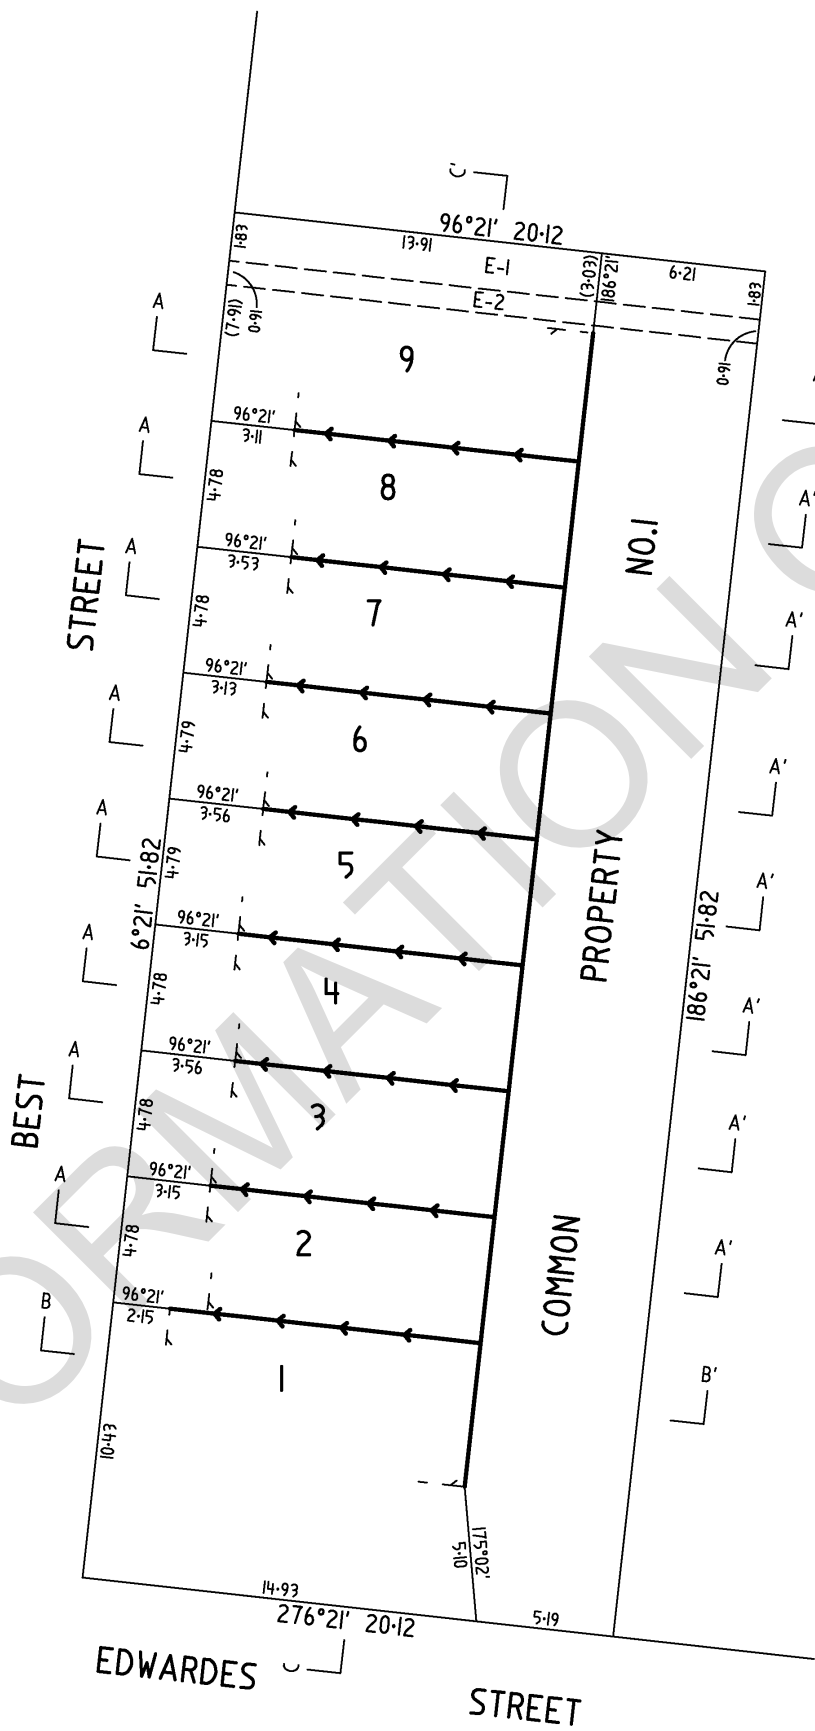 C'
96°21' 20·12
13·91
6·21
1·83
E-1
(3·03)
186°21'
1·83
E-2
(7·91)
0·91
0·91
A
9
96°21'
3·11
A
8
4·78
A'
NO.1
96°21'
3·53
A
7
4·78
A'
STREET
96°21'
3·13
A
6
4·79
A'
96°21'
3·56
A
5
4·79
A'
6°21' 51·82
PROPERTY
186°21' 51·82
96°21'
3·15
A
4
4·78
A'
96°21'
3·56
A
3
4·78
A'
BEST
96°21'
3·15
A
2
4·78
A'
COMMON
96°21'
2·15
B
1
B'
10·43
175°02'
5·10
14·93
276°21' 20·12
5·19
EDWARDES STREET
ORMATION